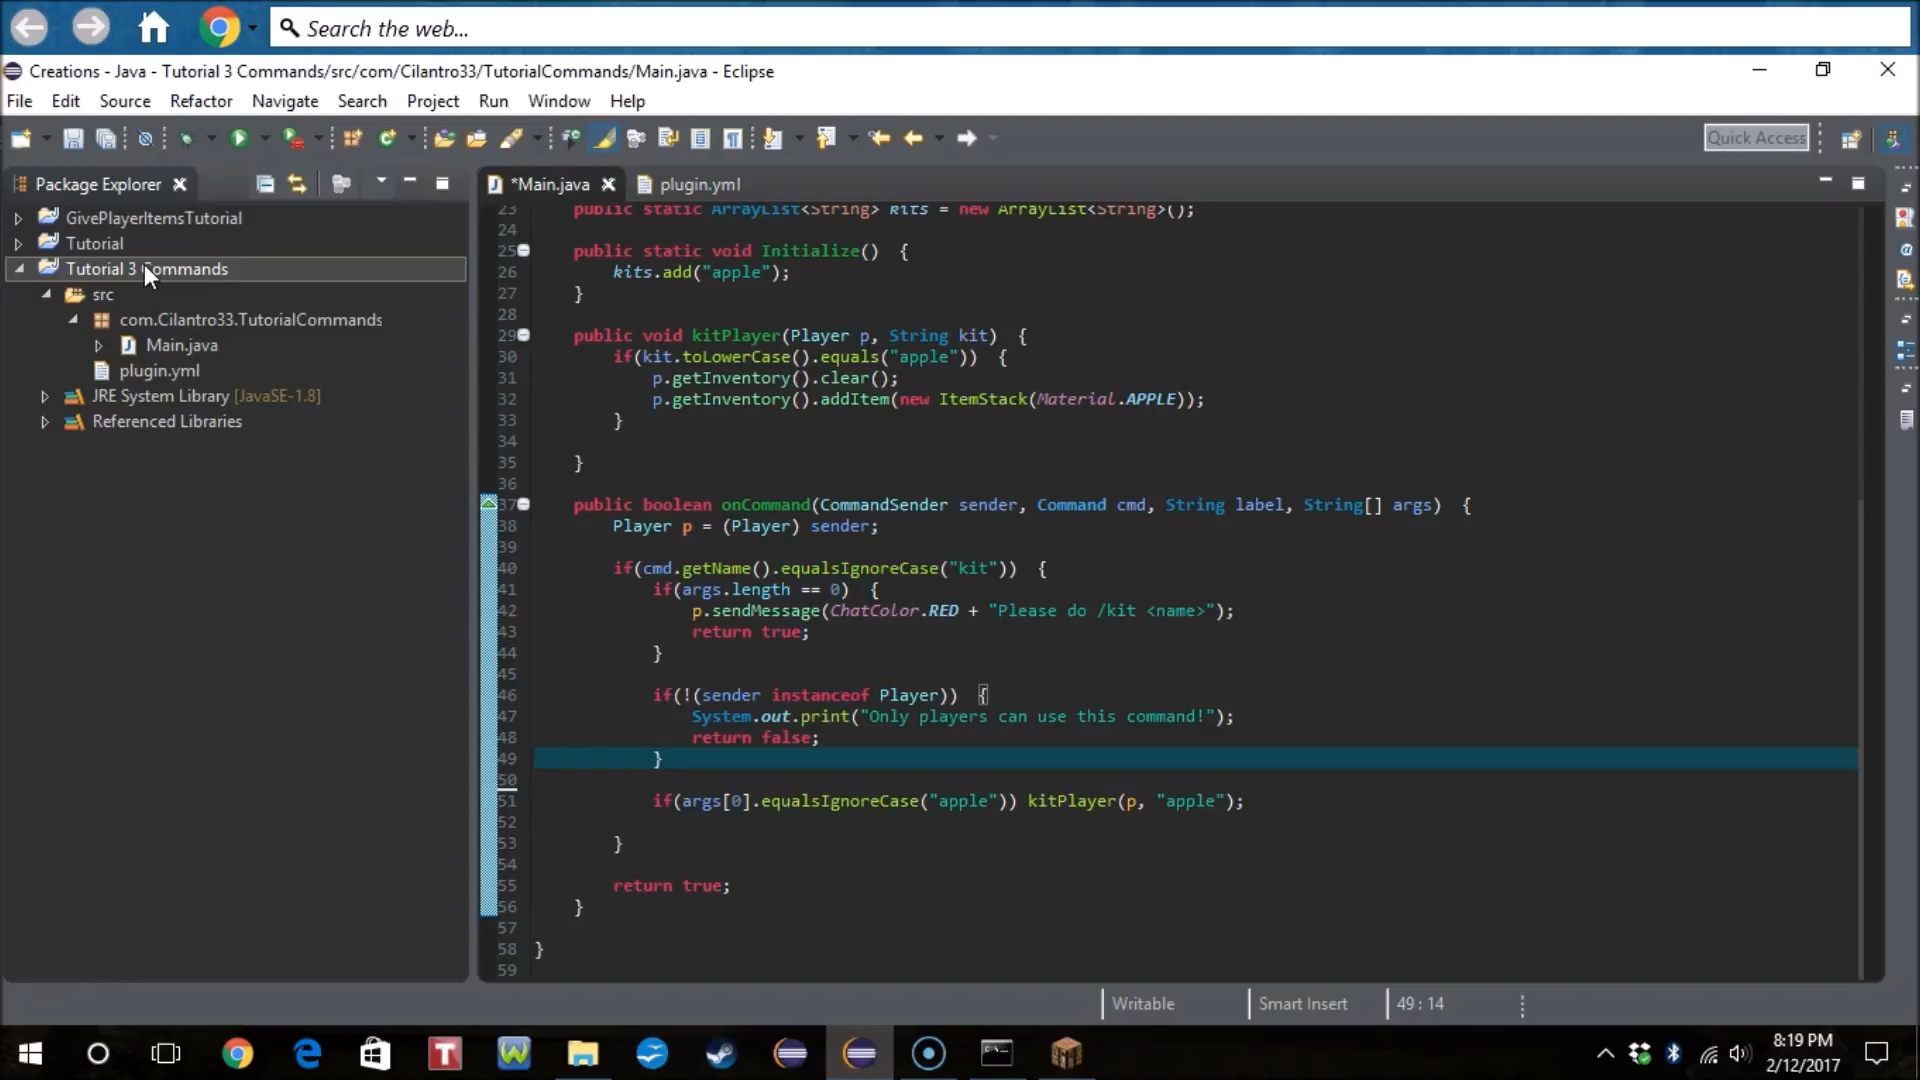 Search the web...
Creations - Java - Tutorial 3 Commands/src/com/Cilantro33/TutorialCommands/Main.java - Eclipse
File Edit Source Refactor Navigate Search Project Run Window Help
Quick Access
Package Explorer
*Main.java plugin.yml
GivePlayerItemsTutorial
Tutorial
Tutorial 3 Commands
src
com.Cilantro33.TutorialCommands
Main.java
plugin.yml
JRE System Library [JavaSE-1.8]
Referenced Libraries
23 public static ArrayList<String> kits = new ArrayList<String>();
24
25 public static void Initialize() {
26 kits.add("apple");
27 }
28
29 public void kitPlayer(Player p, String kit) {
30 if(kit.toLowerCase().equals("apple")) {
31 p.getInventory().clear();
32 p.getInventory().addItem(new ItemStack(Material.APPLE));
33 }
34
35 }
36
37 public boolean onCommand(CommandSender sender, Command cmd, String label, String[] args) {
38 Player p = (Player) sender;
39
40 if(cmd.getName().equalsIgnoreCase("kit")) {
41 if(args.length == 0) {
42 p.sendMessage(ChatColor.RED + "Please do /kit <name>");
43 return true;
44 }
45
46 if(!(sender instanceof Player)) {
47 System.out.print("Only players can use this command!");
48 return false;
49 }
50
51 if(args[0].equalsIgnoreCase("apple")) kitPlayer(p, "apple");
52
53 }
54
55 return true;
56 }
57
58 }
59
Writable Smart Insert 49 : 14
8:19 PM
2/12/2017